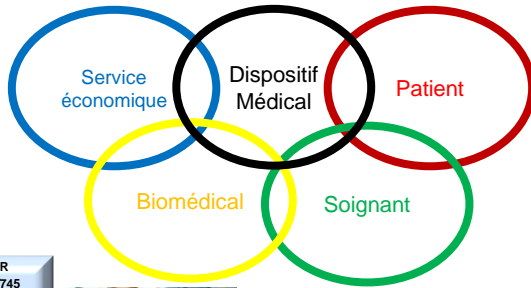 Service
économique
Dispositif
Médical
Patient
Biomédical
Soignant
R
745